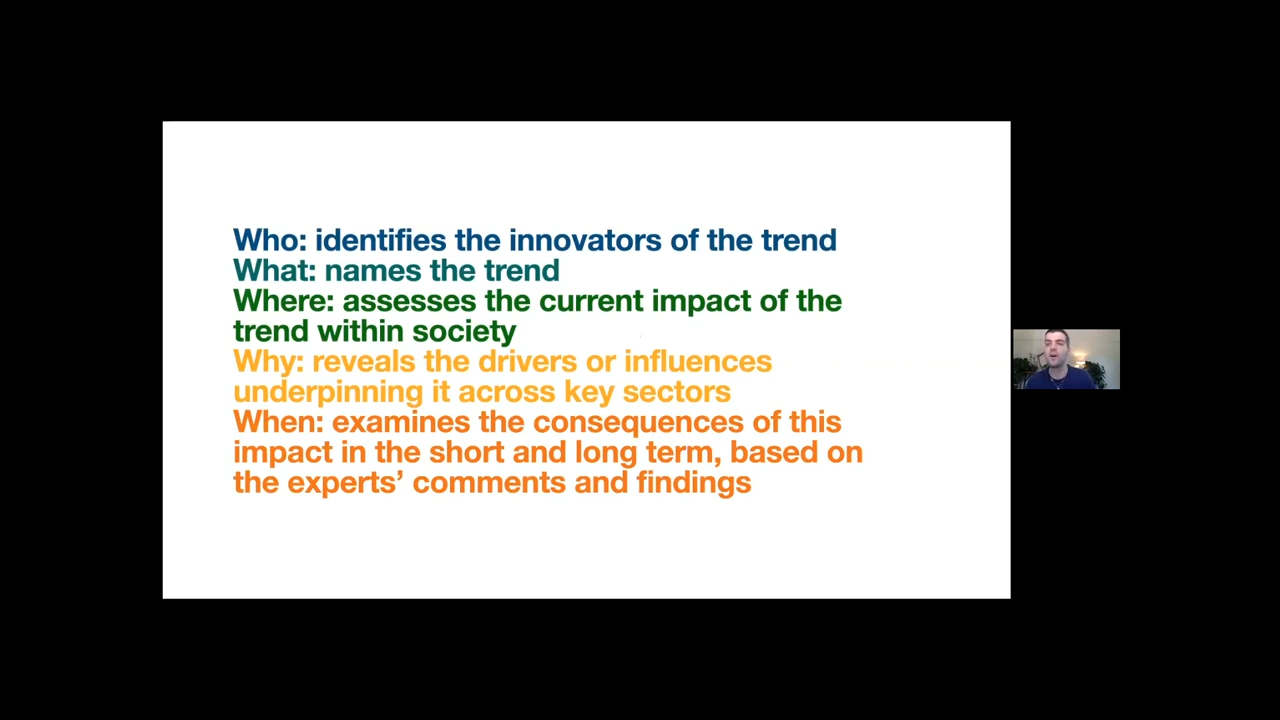 Who: identifies the innovators of the trend
What: names the trend
Where: assesses the current impact of the
trend within society
Why: reveals the drivers or influences
underpinning it across key sectors
When: examines the consequences of this
impact in the short and long term, based on
the experts’ comments and findings